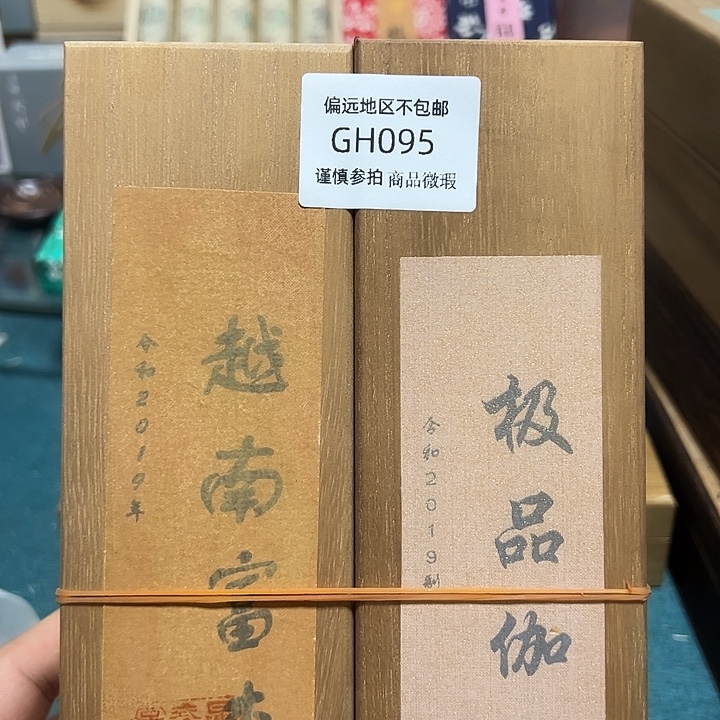 偏远地区不包邮
GH095
谨慎参拍 商品微瑕
越南富
令和2019年
极品伽
令和2019制